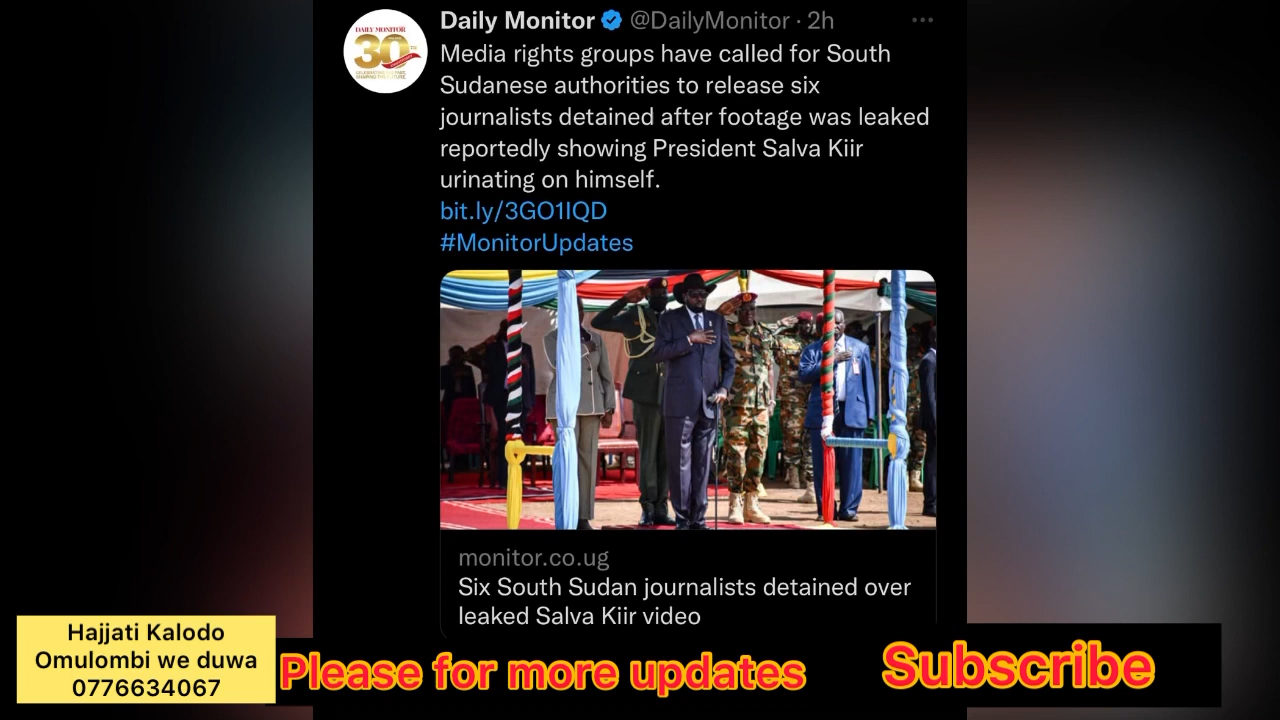 DAILY MONITOR
30
Daily Monitor @DailyMonitor · 2h
Media rights groups have called for South
Sudanese authorities to release six
journalists detained after footage was leaked
reportedly showing President Salva Kiir
urinating on himself.
bit.ly/3GO1IQD
#MonitorUpdates
monitor.co.ug
Six South Sudan journalists detained over
leaked Salva Kiir video
Hajjati Kalodo
Omulombi we duwa
0776634067
Please for more updates
Subscribe